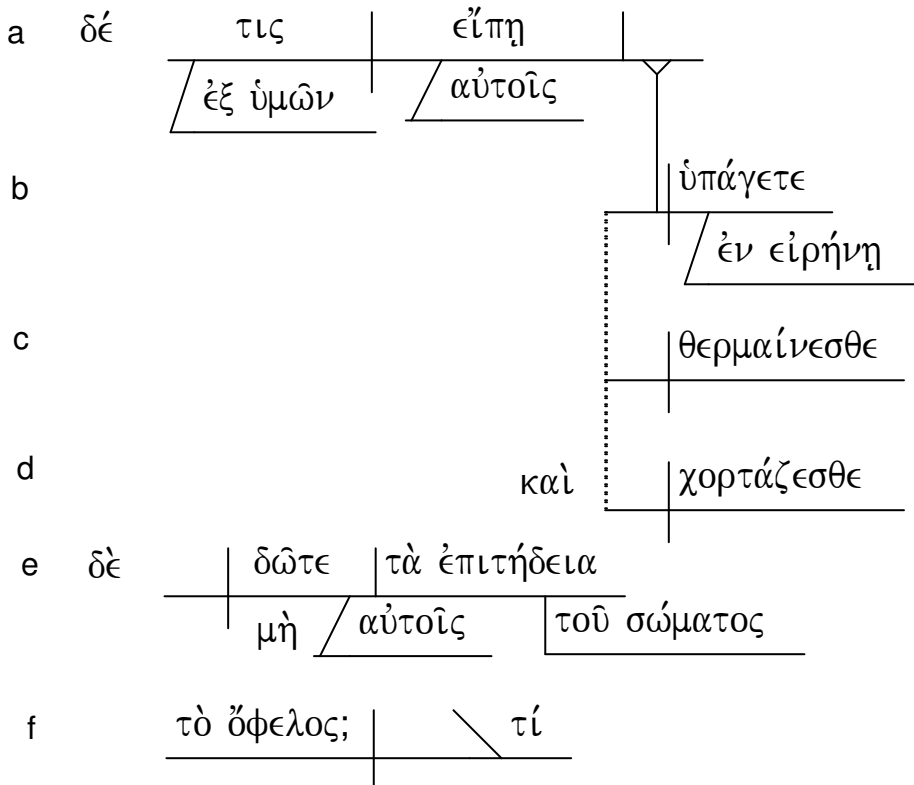 a δέ τις εἴπῃ
ἐξ ὑμῶν αὐτοῖς
b ὑπάγετε
ἐν εἰρήνῃ
c θερμαίνεσθε
d καὶ χορτάζεσθε
e δὲ δῶτε τὰ ἐπιτήδεια
μὴ αὐτοῖς τοῦ σώματος
f τὸ ὄφελος; τί